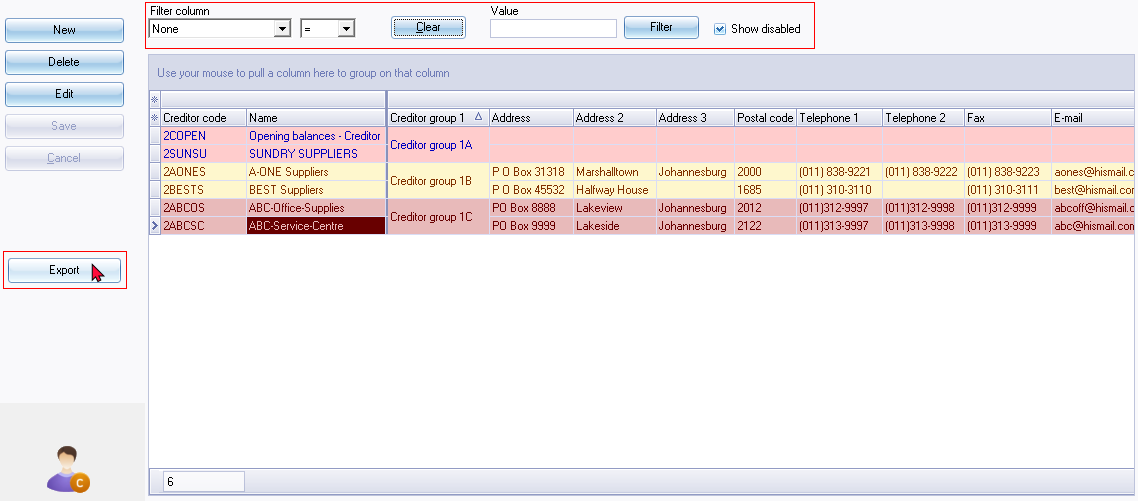 Filter column
Value
New
None
=
Clear
Filter
Show disabled
Delete
Use your mouse to pull a column here to group on that column
Edit
Save
Creditor code Name Creditor group 1 Address Address 2 Address 3 Postal code Telephone 1 Telephone 2 Fax E-mail
2COPEN Opening balances - Creditor
Creditor group 1A
Cancel
2SUNSU SUNDRY SUPPLIERS
2AONES A-ONE Suppliers P O Box 31318 Marshalltown Johannesburg 2000 (011) 838-9221 (011) 838-9222 (011) 838-9223 aones@hismail.c
Creditor group 1B
2BESTS BEST Suppliers P O Box 45532 Halfway House 1685 (011) 310-3110 (011) 310-3111 best@hismail.com
2ABCOS ABC-Office-Supplies PO Box 8888 Lakeview Johannesburg 2012 (011)312-9997 (011)312-9998 (011)312-9999 abcoff@hismail.c
Creditor group 1C
2ABCSC ABC-Service-Centre PO Box 9999 Lakeside Johannesburg 2122 (011)313-9997 (011)313-9998 (011)313-9999 abc@hismail.com
Export
C
6